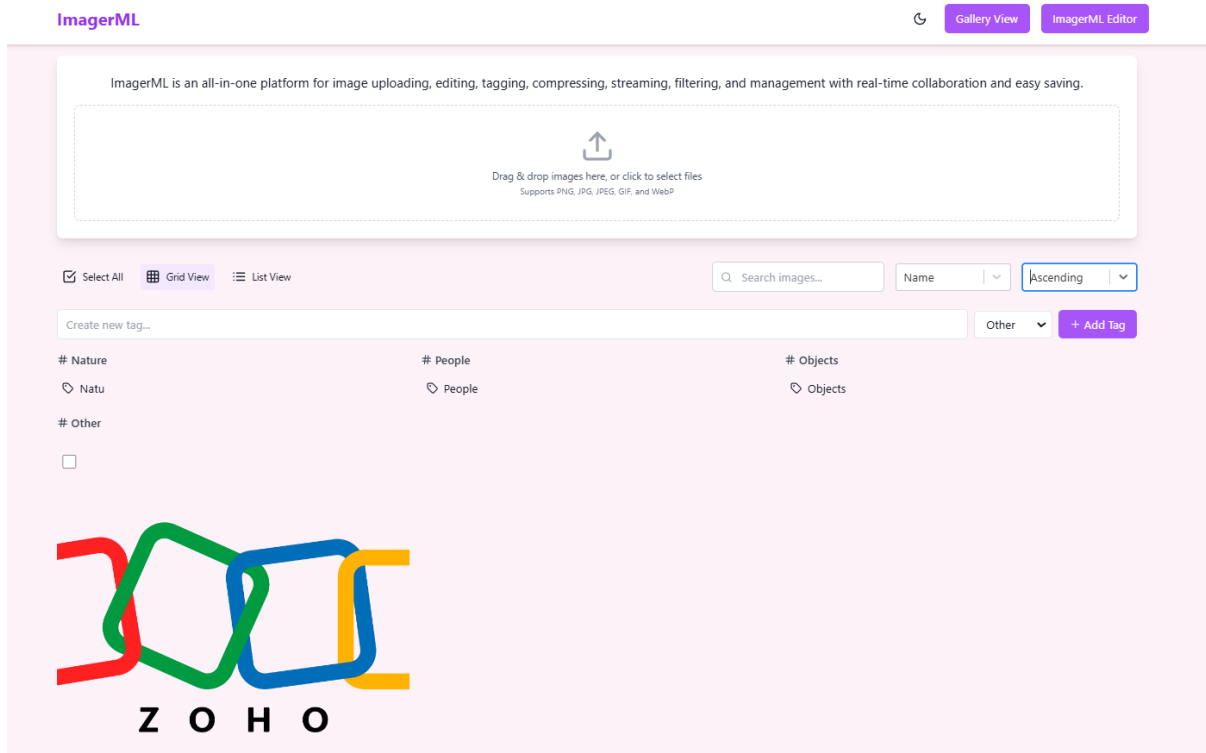 ImagerML
Gallery View
ImagerML Editor
ImagerML is an all-in-one platform for image uploading, editing, tagging, compressing, streaming, filtering, and management with real-time collaboration and easy saving.
Drag & drop images here, or click to select files
Supports PNG, JPG, JPEG, GIF, and WebP
Select All
Grid View
List View
Search images...
Name
Ascending
Create new tag...
Other
+ Add Tag
# Nature
# People
# Objects
Natu
People
Objects
# Other
ZOHO